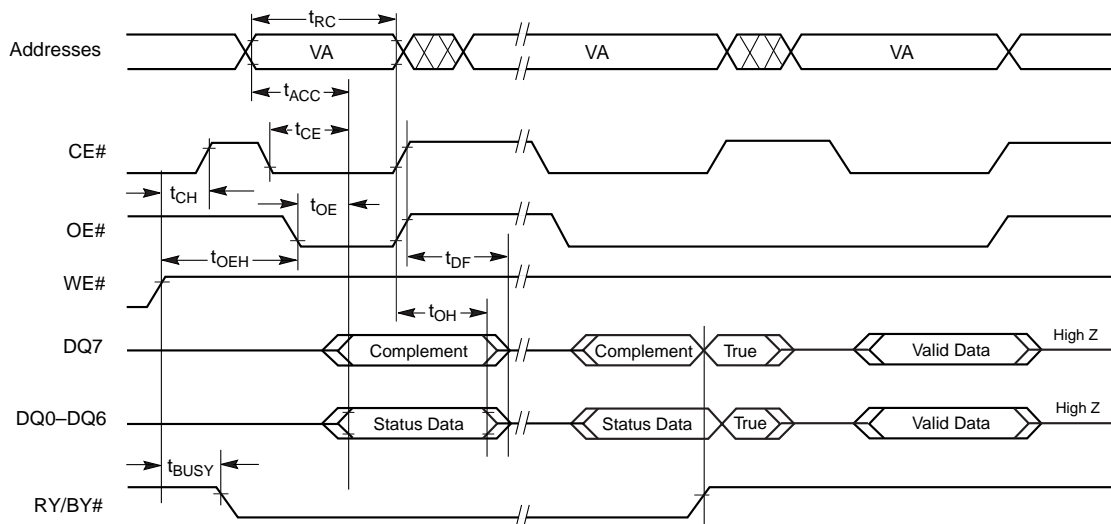 tRC
Addresses VA VA VA
tACC
tCE
CE#
tCH tOE
OE#
tOEH tDF
WE#
tOH
DQ7 Complement Complement True Valid Data High Z
DQ0–DQ6 Status Data Status Data True Valid Data High Z
tBUSY
RY/BY#